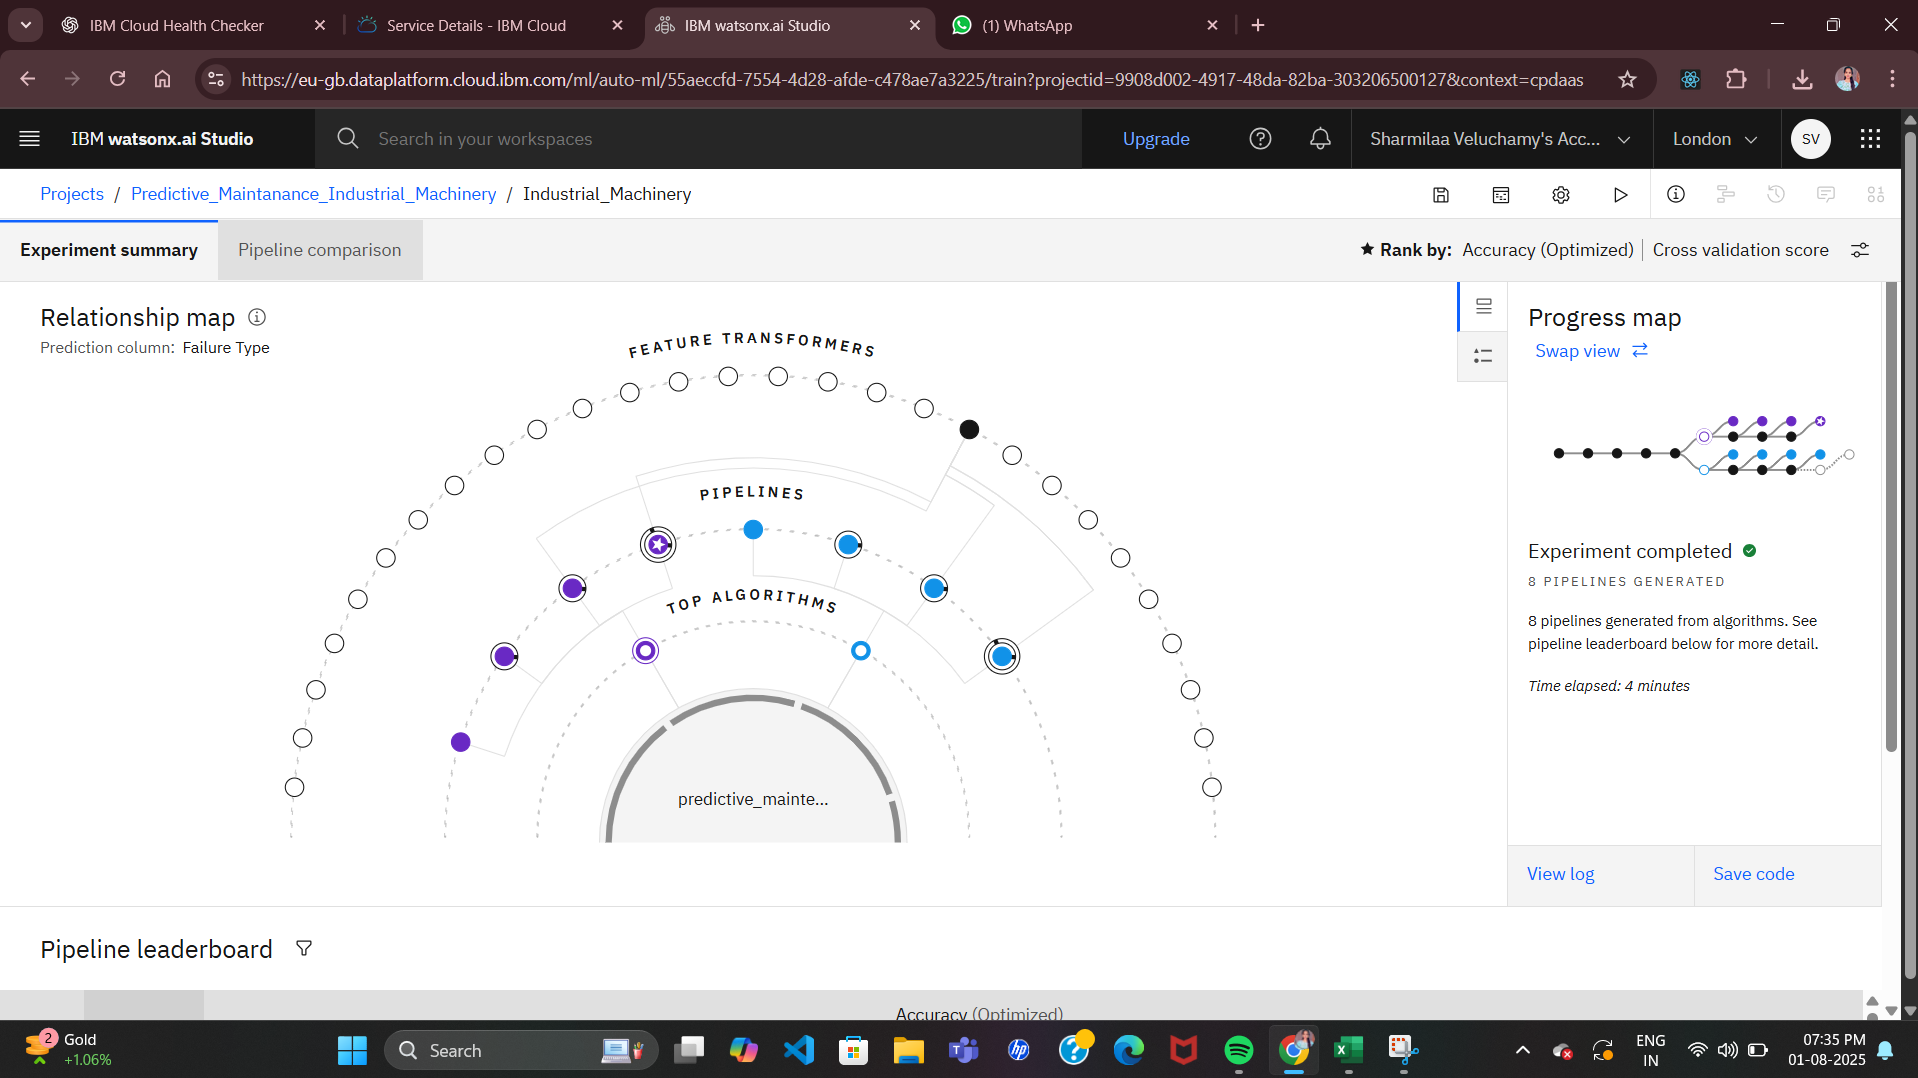 IBM Cloud Health Checker
Service Details - IBM Cloud
IBM watsonx.ai Studio
(1) WhatsApp
https://eu-gb.dataplatform.cloud.ibm.com/ml/auto-ml/55aeccfd-7554-4d28-afde-c478ae7a3225/train?projectid=9908d002-4917-48da-82ba-303206500127&context=cpdaas
IBM watsonx.ai Studio
Search in your workspaces
Upgrade
Sharmilaa Veluchamy's Acc...
London
SV
Projects / Predictive_Maintanance_Industrial_Machinery / Industrial_Machinery
Experiment summary
Pipeline comparison
Rank by: Accuracy (Optimized) | Cross validation score
Relationship map
Prediction column: Failure Type
FEATURE TRANSFORMERS
PIPELINES
TOP ALGORITHMS
predictive_mainte...
Progress map
Swap view
Experiment completed
8 PIPELINES GENERATED
8 pipelines generated from algorithms. See
pipeline leaderboard below for more detail.
Time elapsed: 4 minutes
View log
Save code
Pipeline leaderboard
Accuracy (Optimized)
2
Gold
+1.06%
Search
hp
ENG
IN
07:35 PM
01-08-2025